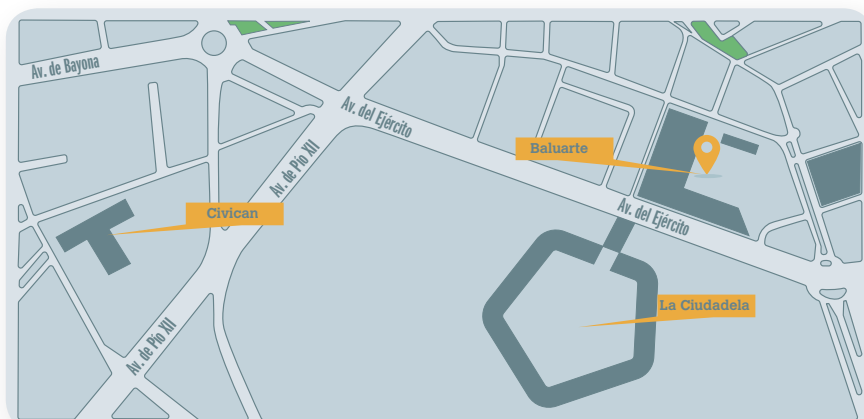 Av. de Bayona
Av. del Ejército
Baluarte
Av. de Pío XII
Civican
Av. del Ejército
La Ciudadela
Av. de Pío XII